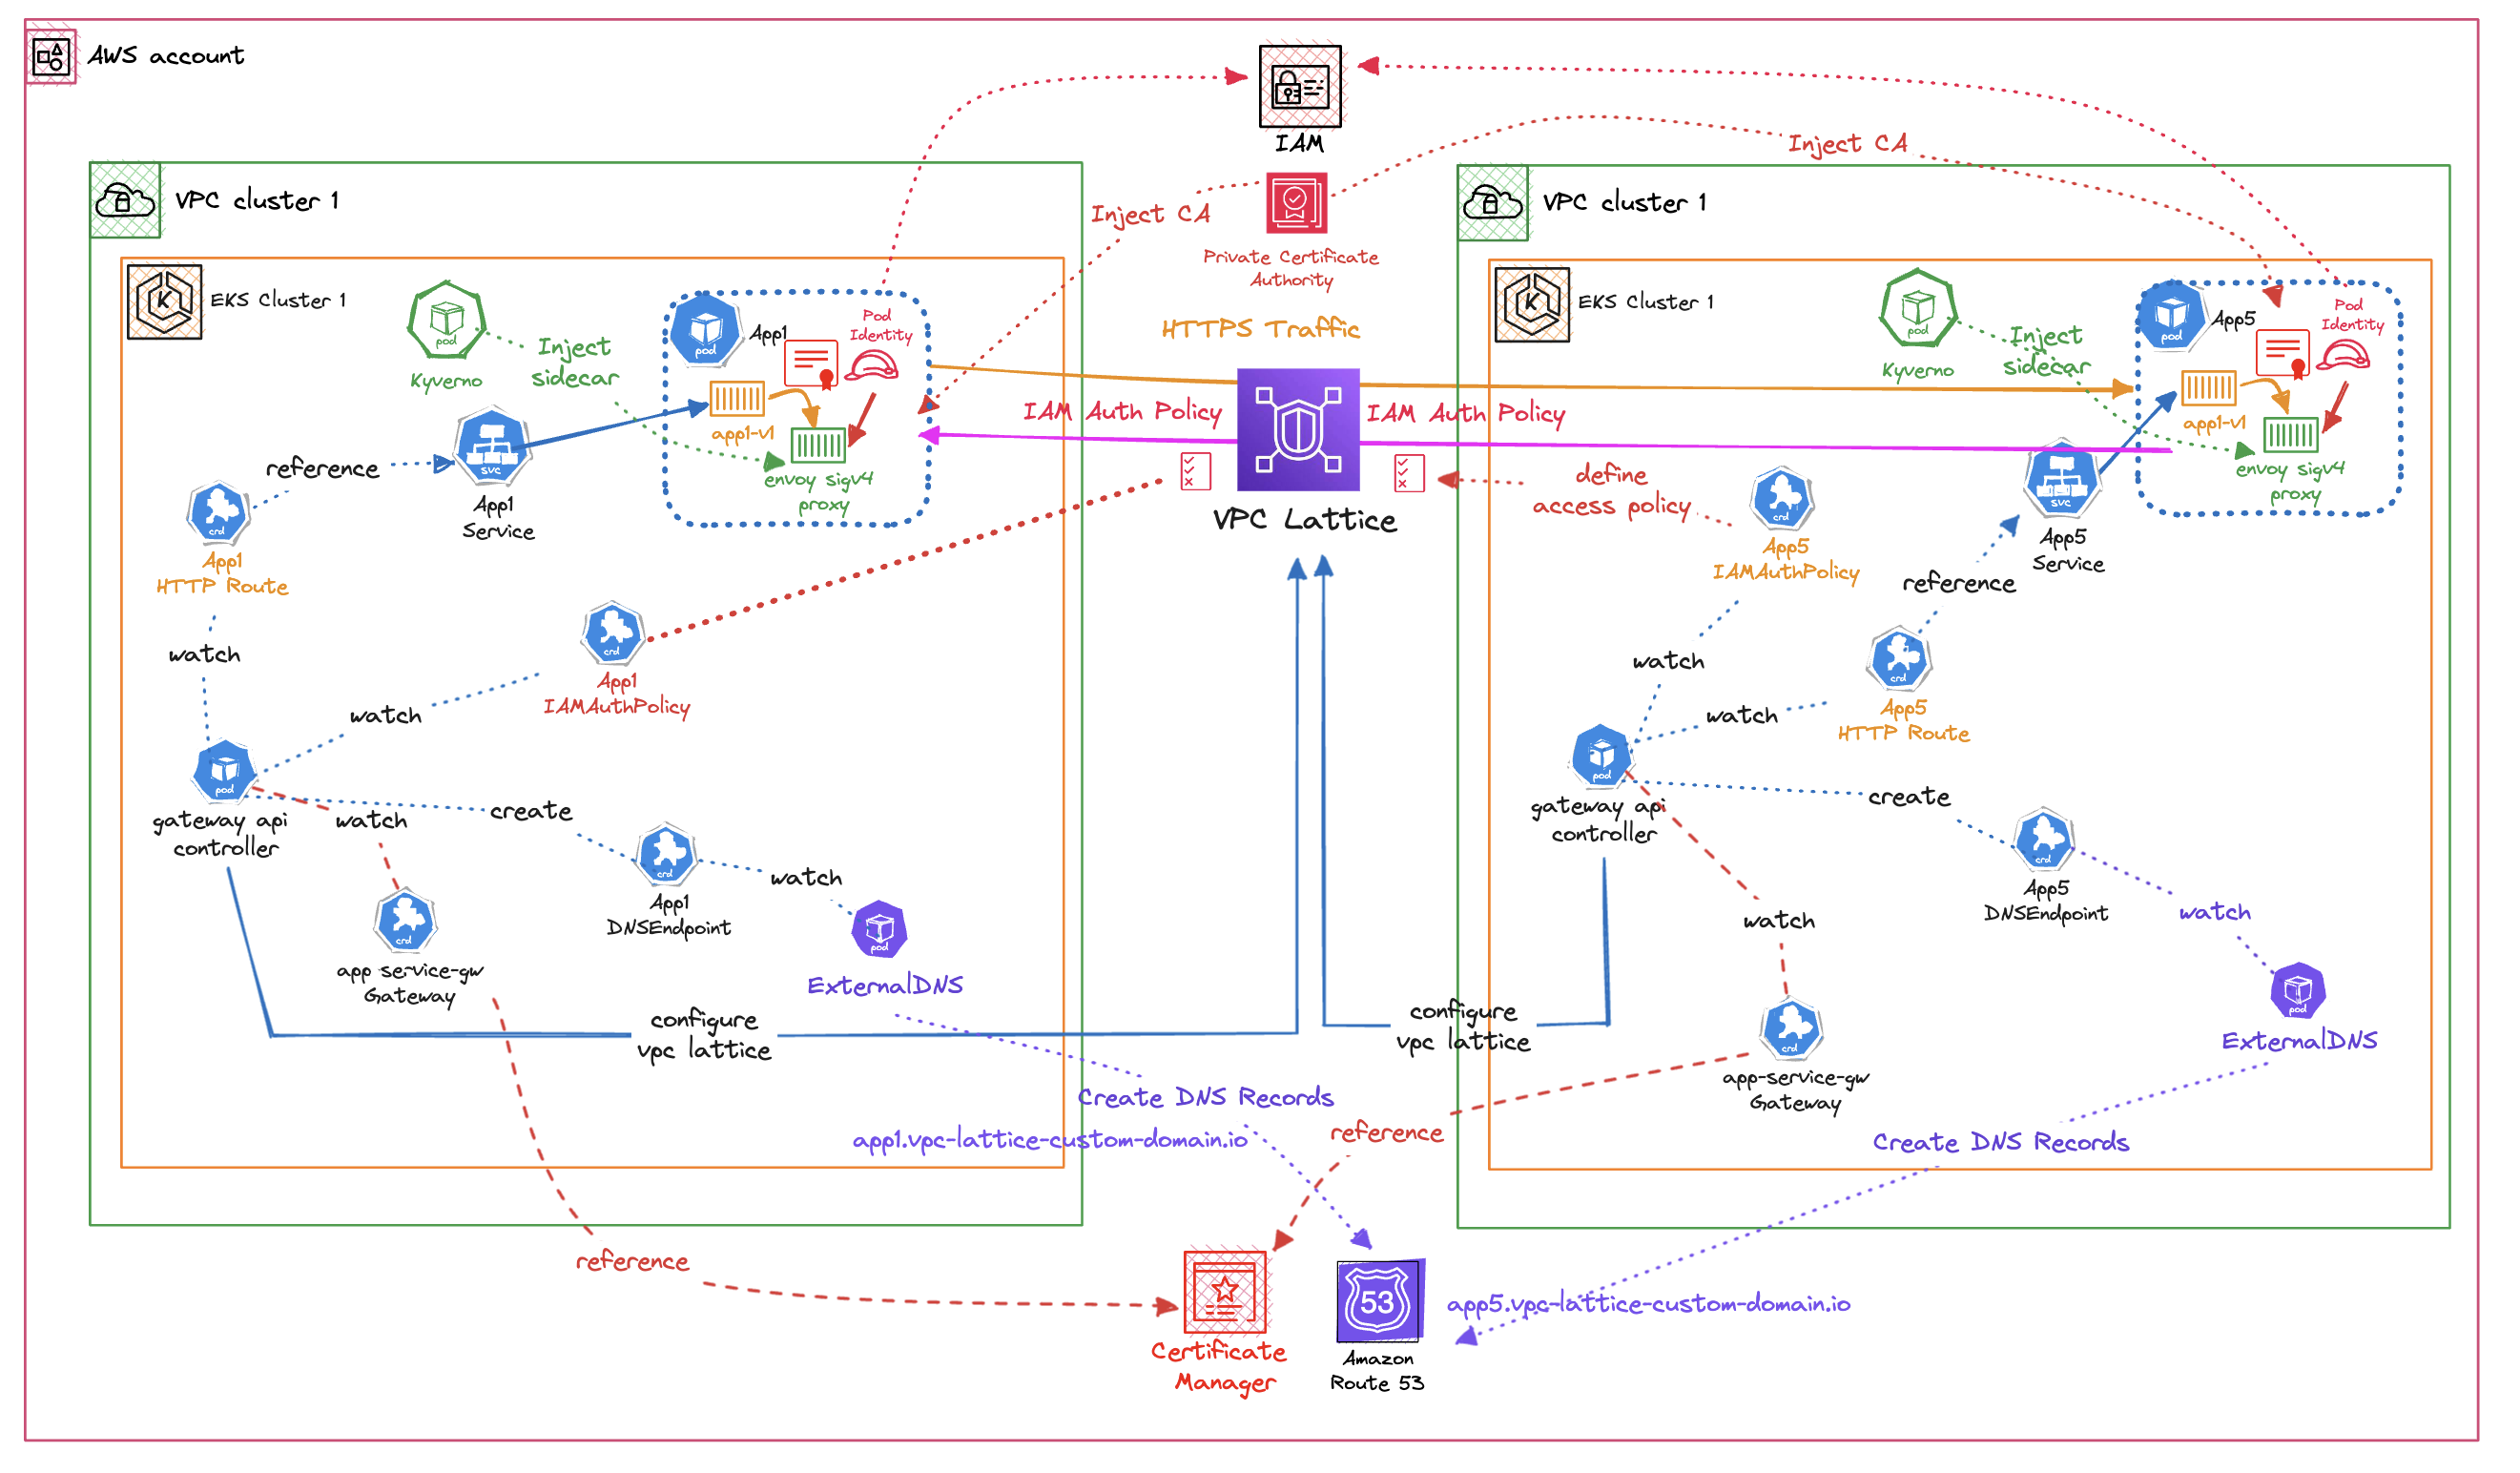 AWS account
IAM
Inject CA
Inject CA
Private Certificate
Authority
HTTPS Traffic
VPC cluster 1
EKS Cluster 1
K
pod
Kyverno
Inject
sidecar
pod
App1
Pod
Identity
app1-v1
envoy sigv4
proxy
reference
svc
App1
Service
crd
App1
HTTP Route
watch
crd
App1
IAMAuthPolicy
watch
pod
gateway api
controller
watch
create
crd
App1
DNSEndpoint
watch
pod
ExternalDNS
crd
app service-gw
Gateway
configure
vpc lattice
IAM Auth Policy
IAM Auth Policy
VPC Lattice
VPC cluster 1
EKS Cluster 1
K
pod
Kyverno
Inject
sidecar
pod
App5
Pod
Identity
app1-v1
envoy sigv4
proxy
define
access policy
crd
App5
IAMAuthPolicy
svc
App5
Service
reference
watch
crd
App5
HTTP Route
watch
pod
gateway api
controller
create
crd
App5
DNSEndpoint
watch
watch
pod
ExternalDNS
crd
app-service-gw
Gateway
configure
vpc lattice
Create DNS Records
app1.vpc-lattice-custom-domain.io
reference
Create DNS Records
reference
Certificate
Manager
53
Amazon
Route 53
app5.vpc-lattice-custom-domain.io